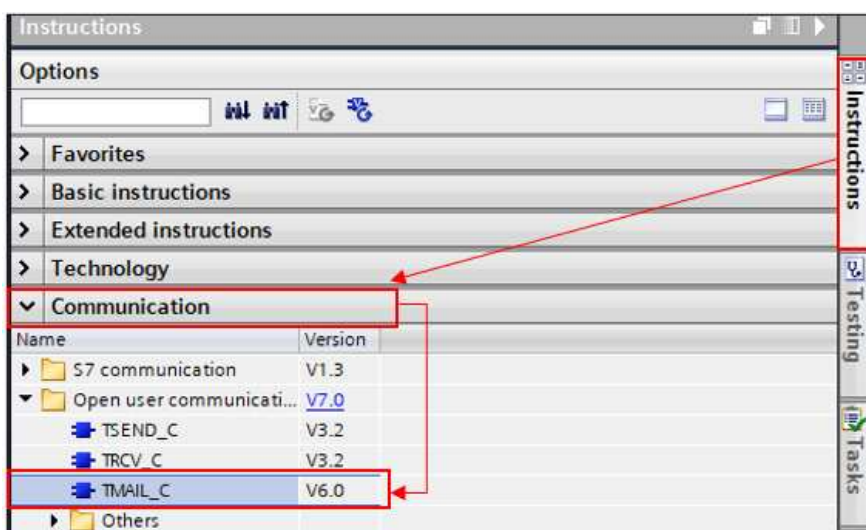 Instructions
Options
Favorites
Basic instructions
Extended instructions
Technology
Communication
Name Version
S7 communication V1.3
Open user communicati... V7.0
TSEND_C V3.2
TRCV_C V3.2
TMAIL_C V6.0
Others
Instructions
Testing
Tasks